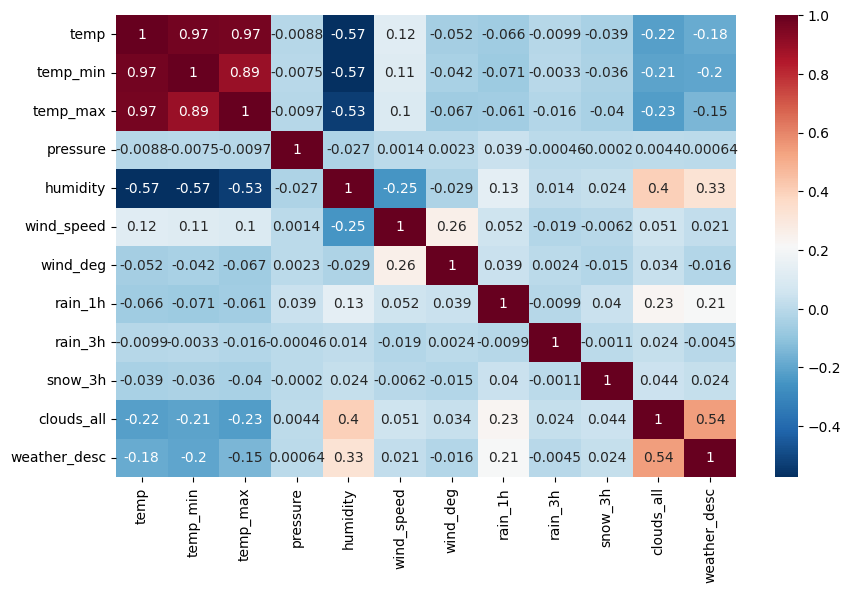 temp 1 0.97 0.97 -0.0088 -0.57 0.12 -0.052 -0.066 -0.0099 -0.039 -0.22 -0.18
temp_min 0.97 1 0.89 -0.0075 -0.57 0.11 -0.042 -0.071 -0.0033 -0.036 -0.21 -0.2
temp_max 0.97 0.89 1 -0.0097 -0.53 0.1 -0.067 -0.061 -0.016 -0.04 -0.23 -0.15
pressure -0.0088 -0.0075 -0.0097 1 -0.027 0.0014 0.0023 0.039 -0.00046 -0.0002 0.0044 0.00064
humidity -0.57 -0.57 -0.53 -0.027 1 -0.25 -0.029 0.13 0.014 0.024 0.4 0.33
wind_speed 0.12 0.11 0.1 0.0014 -0.25 1 0.26 0.052 -0.019 -0.0062 0.051 0.021
wind_deg -0.052 -0.042 -0.067 0.0023 -0.029 0.26 1 0.039 0.0024 -0.015 0.034 -0.016
rain_1h -0.066 -0.071 -0.061 0.039 0.13 0.052 0.039 1 -0.0099 0.04 0.23 0.21
rain_3h -0.0099 -0.0033 -0.016 -0.00046 0.014 -0.019 0.0024 -0.0099 1 -0.0011 0.024 -0.0045
snow_3h -0.039 -0.036 -0.04 -0.0002 0.024 -0.0062 -0.015 0.04 -0.0011 1 0.044 0.024
clouds_all -0.22 -0.21 -0.23 0.0044 0.4 0.051 0.034 0.23 0.024 0.044 1 0.54
weather_desc -0.18 -0.2 -0.15 0.00064 0.33 0.021 -0.016 0.21 -0.0045 0.024 0.54 1
temp temp_min temp_max pressure humidity wind_speed wind_deg rain_1h rain_3h snow_3h clouds_all weather_desc
1.0
0.8
0.6
0.4
0.2
0.0
−0.2
−0.4